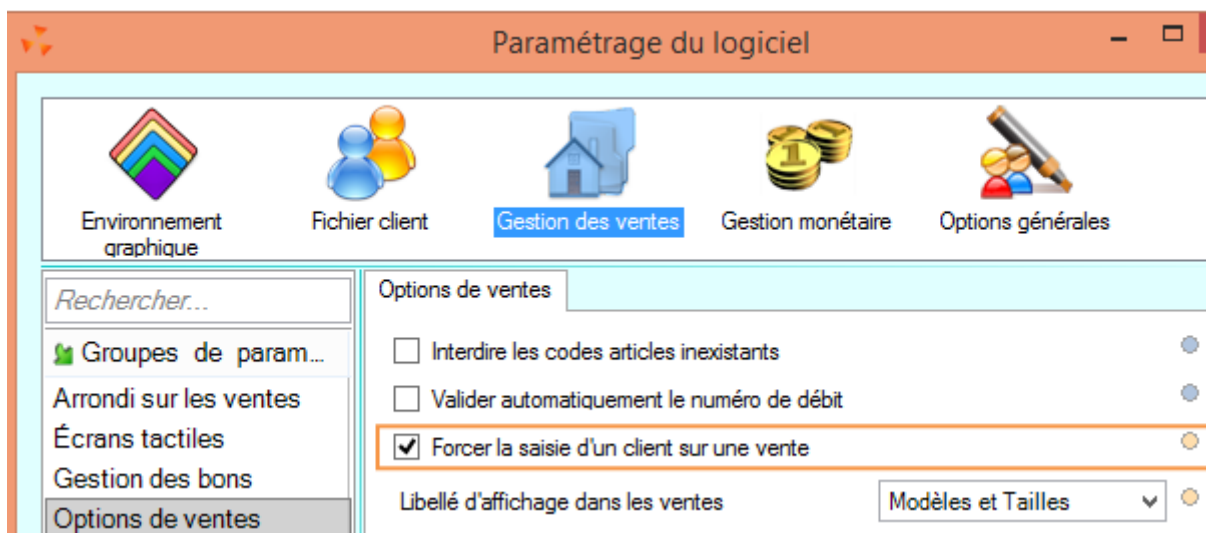 Paramétrage du logiciel
Environnement
graphique
Fichier client
Gestion des ventes
Gestion monétaire
Options générales
Rechercher...
Groupes de param...
Arrondi sur les ventes
Écrans tactiles
Gestion des bons
Options de ventes
Options de ventes
Interdire les codes articles inexistants
Valider automatiquement le numéro de débit
Forcer la saisie d'un client sur une vente
Libellé d'affichage dans les ventes
Modèles et Tailles